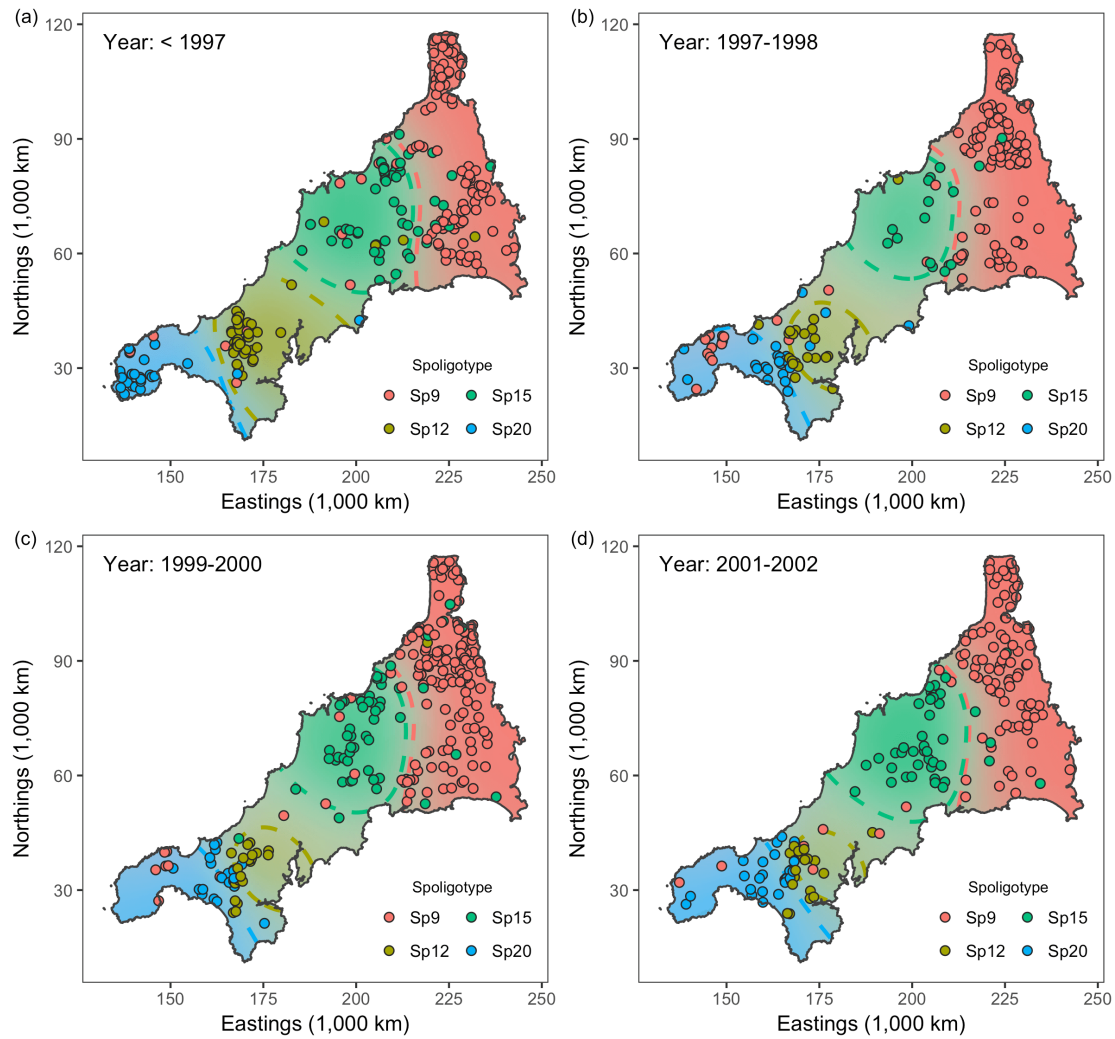 (a)
Year: < 1997
120
90
60
30
Northings (1,000 km)
150
175
200
225
250
Eastings (1,000 km)
Spoligotype
Sp9
Sp15
Sp12
Sp20
(b)
Year: 1997-1998
120
90
60
30
Northings (1,000 km)
150
175
200
225
250
Eastings (1,000 km)
Spoligotype
Sp9
Sp15
Sp12
Sp20
(c)
Year: 1999-2000
120
90
60
30
Northings (1,000 km)
150
175
200
225
250
Eastings (1,000 km)
Spoligotype
Sp9
Sp15
Sp12
Sp20
(d)
Year: 2001-2002
120
90
60
30
Northings (1,000 km)
150
175
200
225
250
Eastings (1,000 km)
Spoligotype
Sp9
Sp15
Sp12
Sp20